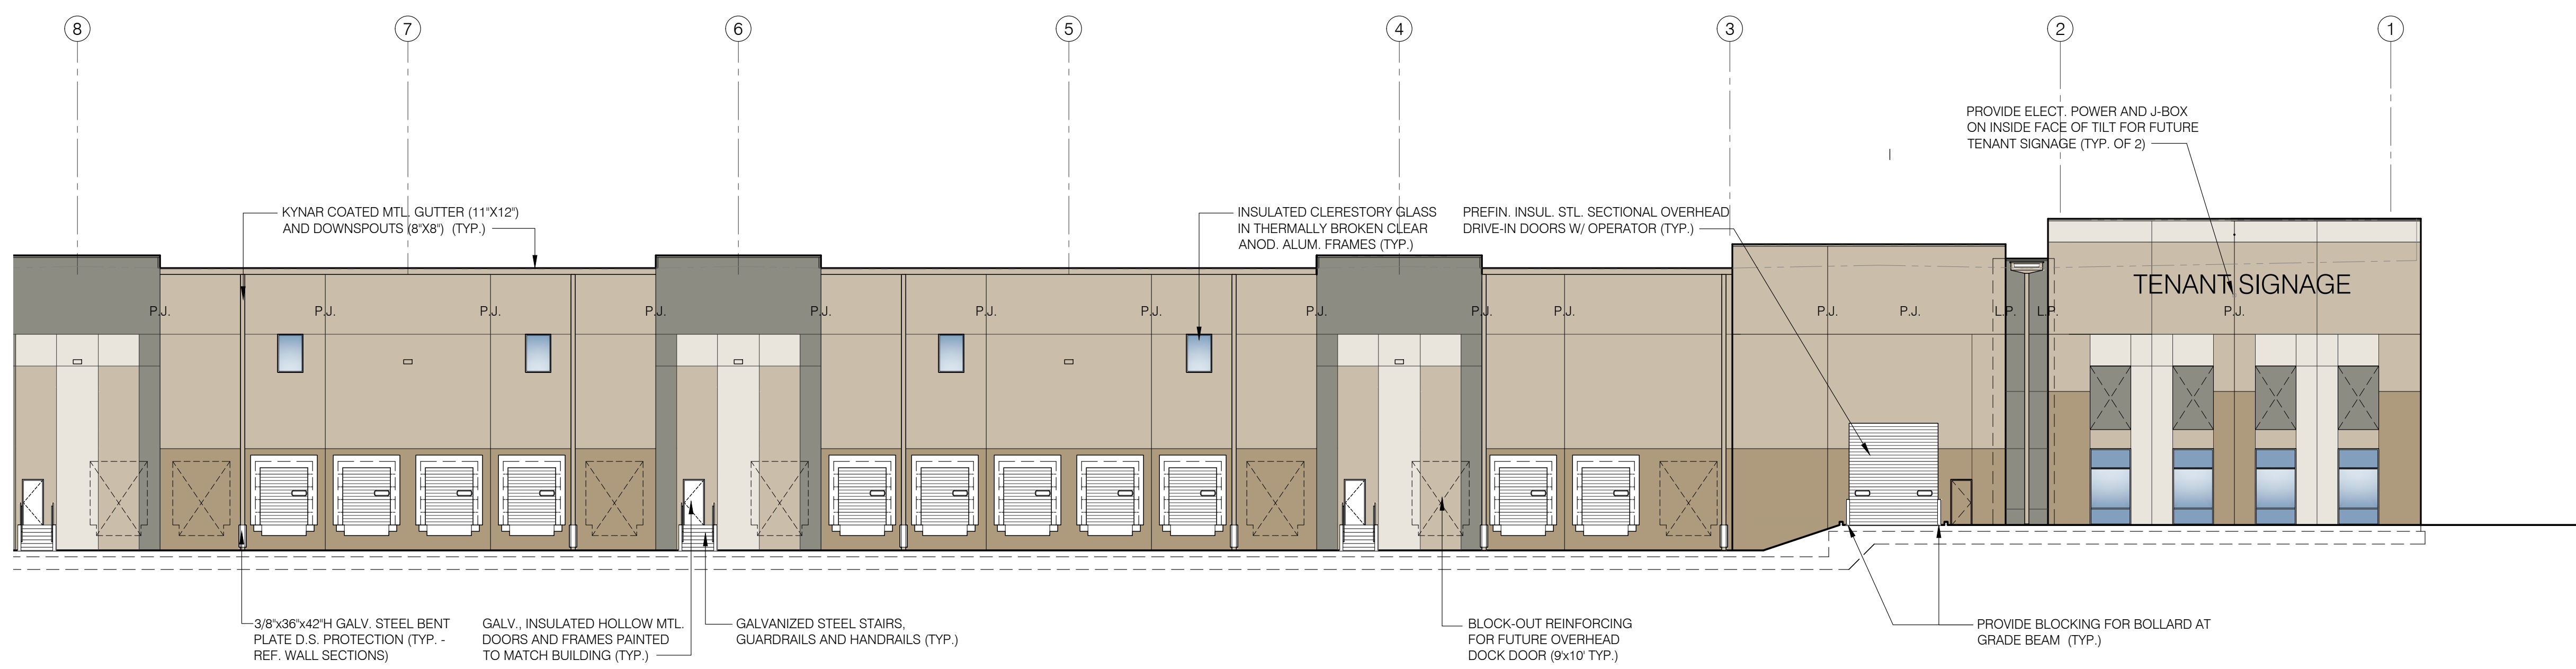 8
7
6
5
4
3
2
1
PROVIDE ELECT. POWER AND J-BOX
ON INSIDE FACE OF TILT FOR FUTURE
TENANT SIGNAGE (TYP. OF 2)
KYNAR COATED MTL. GUTTER (11"X12")
AND DOWNSPOUTS (8"X8") (TYP.)
INSULATED CLERESTORY GLASS
IN THERMALLY BROKEN CLEAR
ANOD. ALUM. FRAMES (TYP.)
PREFIN. INSUL. STL. SECTIONAL OVERHEAD
DRIVE-IN DOORS W/ OPERATOR (TYP.)
TENANT SIGNAGE
P.J.
P.J.
P.J.
P.J.
P.J.
P.J.
P.J.
P.J.
P.J.
P.J.
P.J.
P.J.
L.P.
L.P.
P.J.
3/8"x36"x42"H GALV. STEEL BENT
PLATE D.S. PROTECTION (TYP. -
REF. WALL SECTIONS)
GALV., INSULATED HOLLOW MTL.
DOORS AND FRAMES PAINTED
TO MATCH BUILDING (TYP.)
GALVANIZED STEEL STAIRS,
GUARDRAILS AND HANDRAILS (TYP.)
BLOCK-OUT REINFORCING
FOR FUTURE OVERHEAD
DOCK DOOR (9'x10' TYP.)
PROVIDE BLOCKING FOR BOLLARD AT
GRADE BEAM (TYP.)